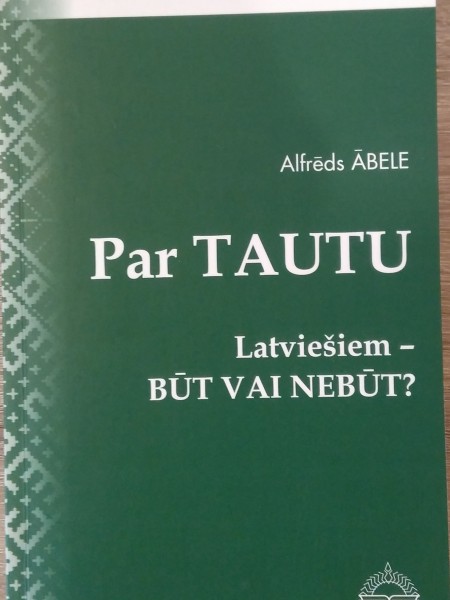 Alfrēds ĀBELE
Par TAUTU
Latviešiem –
BŪT VAI NEBŪT?